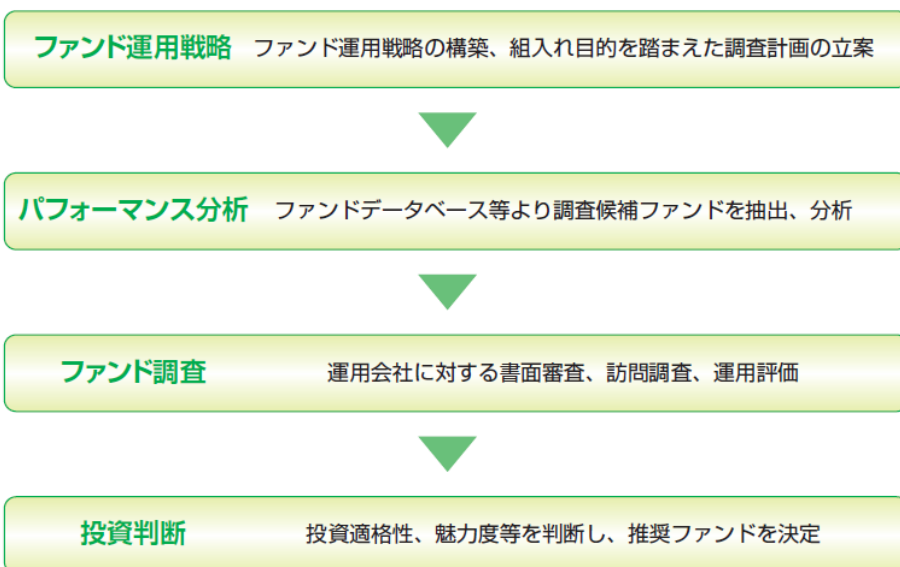 ファンド運用戦略 ファンド運用戦略の構築、組入れ目的を踏まえた調査計画の立案
パフォーマンス分析 ファンドデータベース等より調査候補ファンドを抽出、分析
ファンド調査 運用会社に対する書面審査、訪問調査、運用評価
投資判断 投資適格性、魅力度等を判断し、推奨ファンドを決定